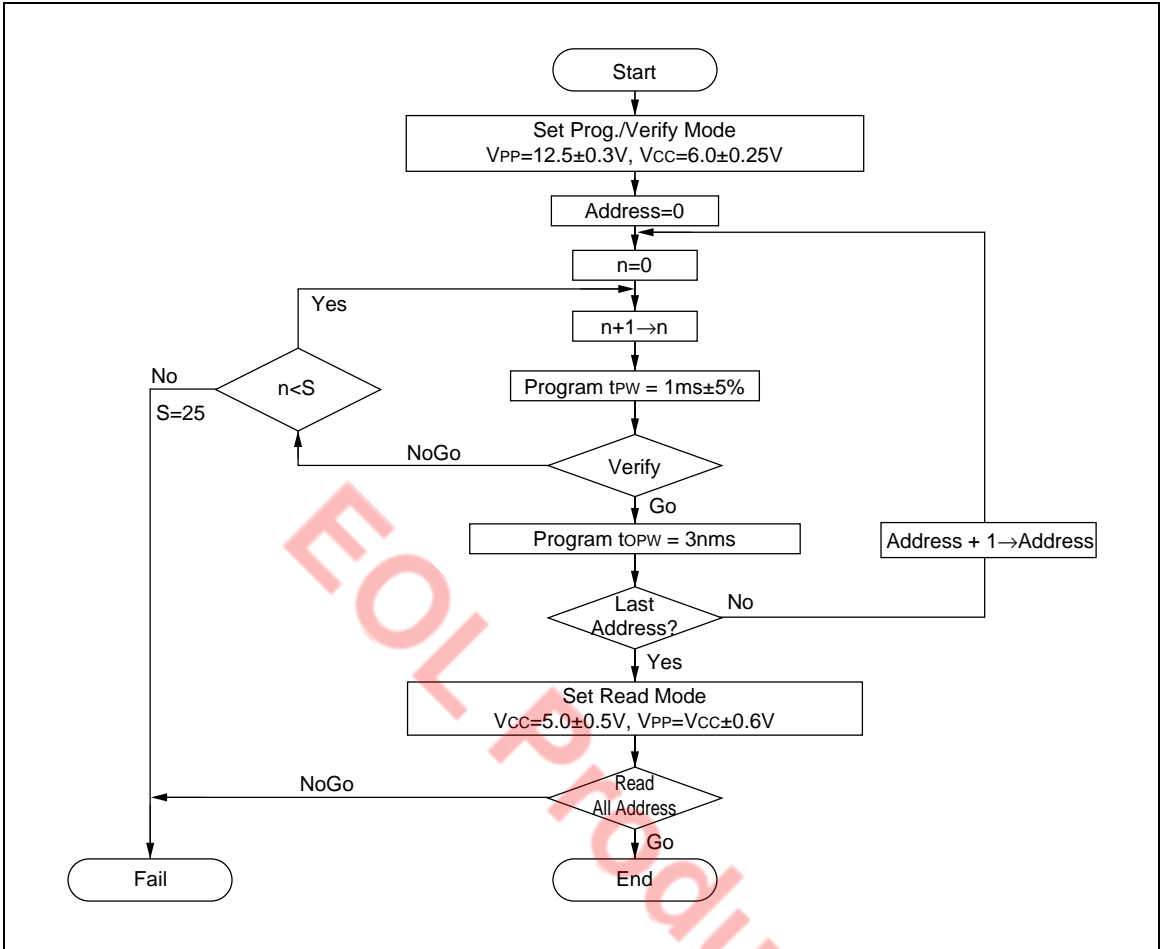 Start
Set Prog./Verify Mode
VPP=12.5±0.3V, VCC=6.0±0.25V
Address=0
n=0
Yes
n+1→n
No
n<S
Program tPW = 1ms±5%
S=25
NoGo
Verify
Go
Program tOPW = 3nms
Address + 1→Address
Last
Address?
No
Yes
Set Read Mode
VCC=5.0±0.5V, VPP=VCC±0.6V
NoGo
Read
All Address
Go
Fail
End
EOL Produ